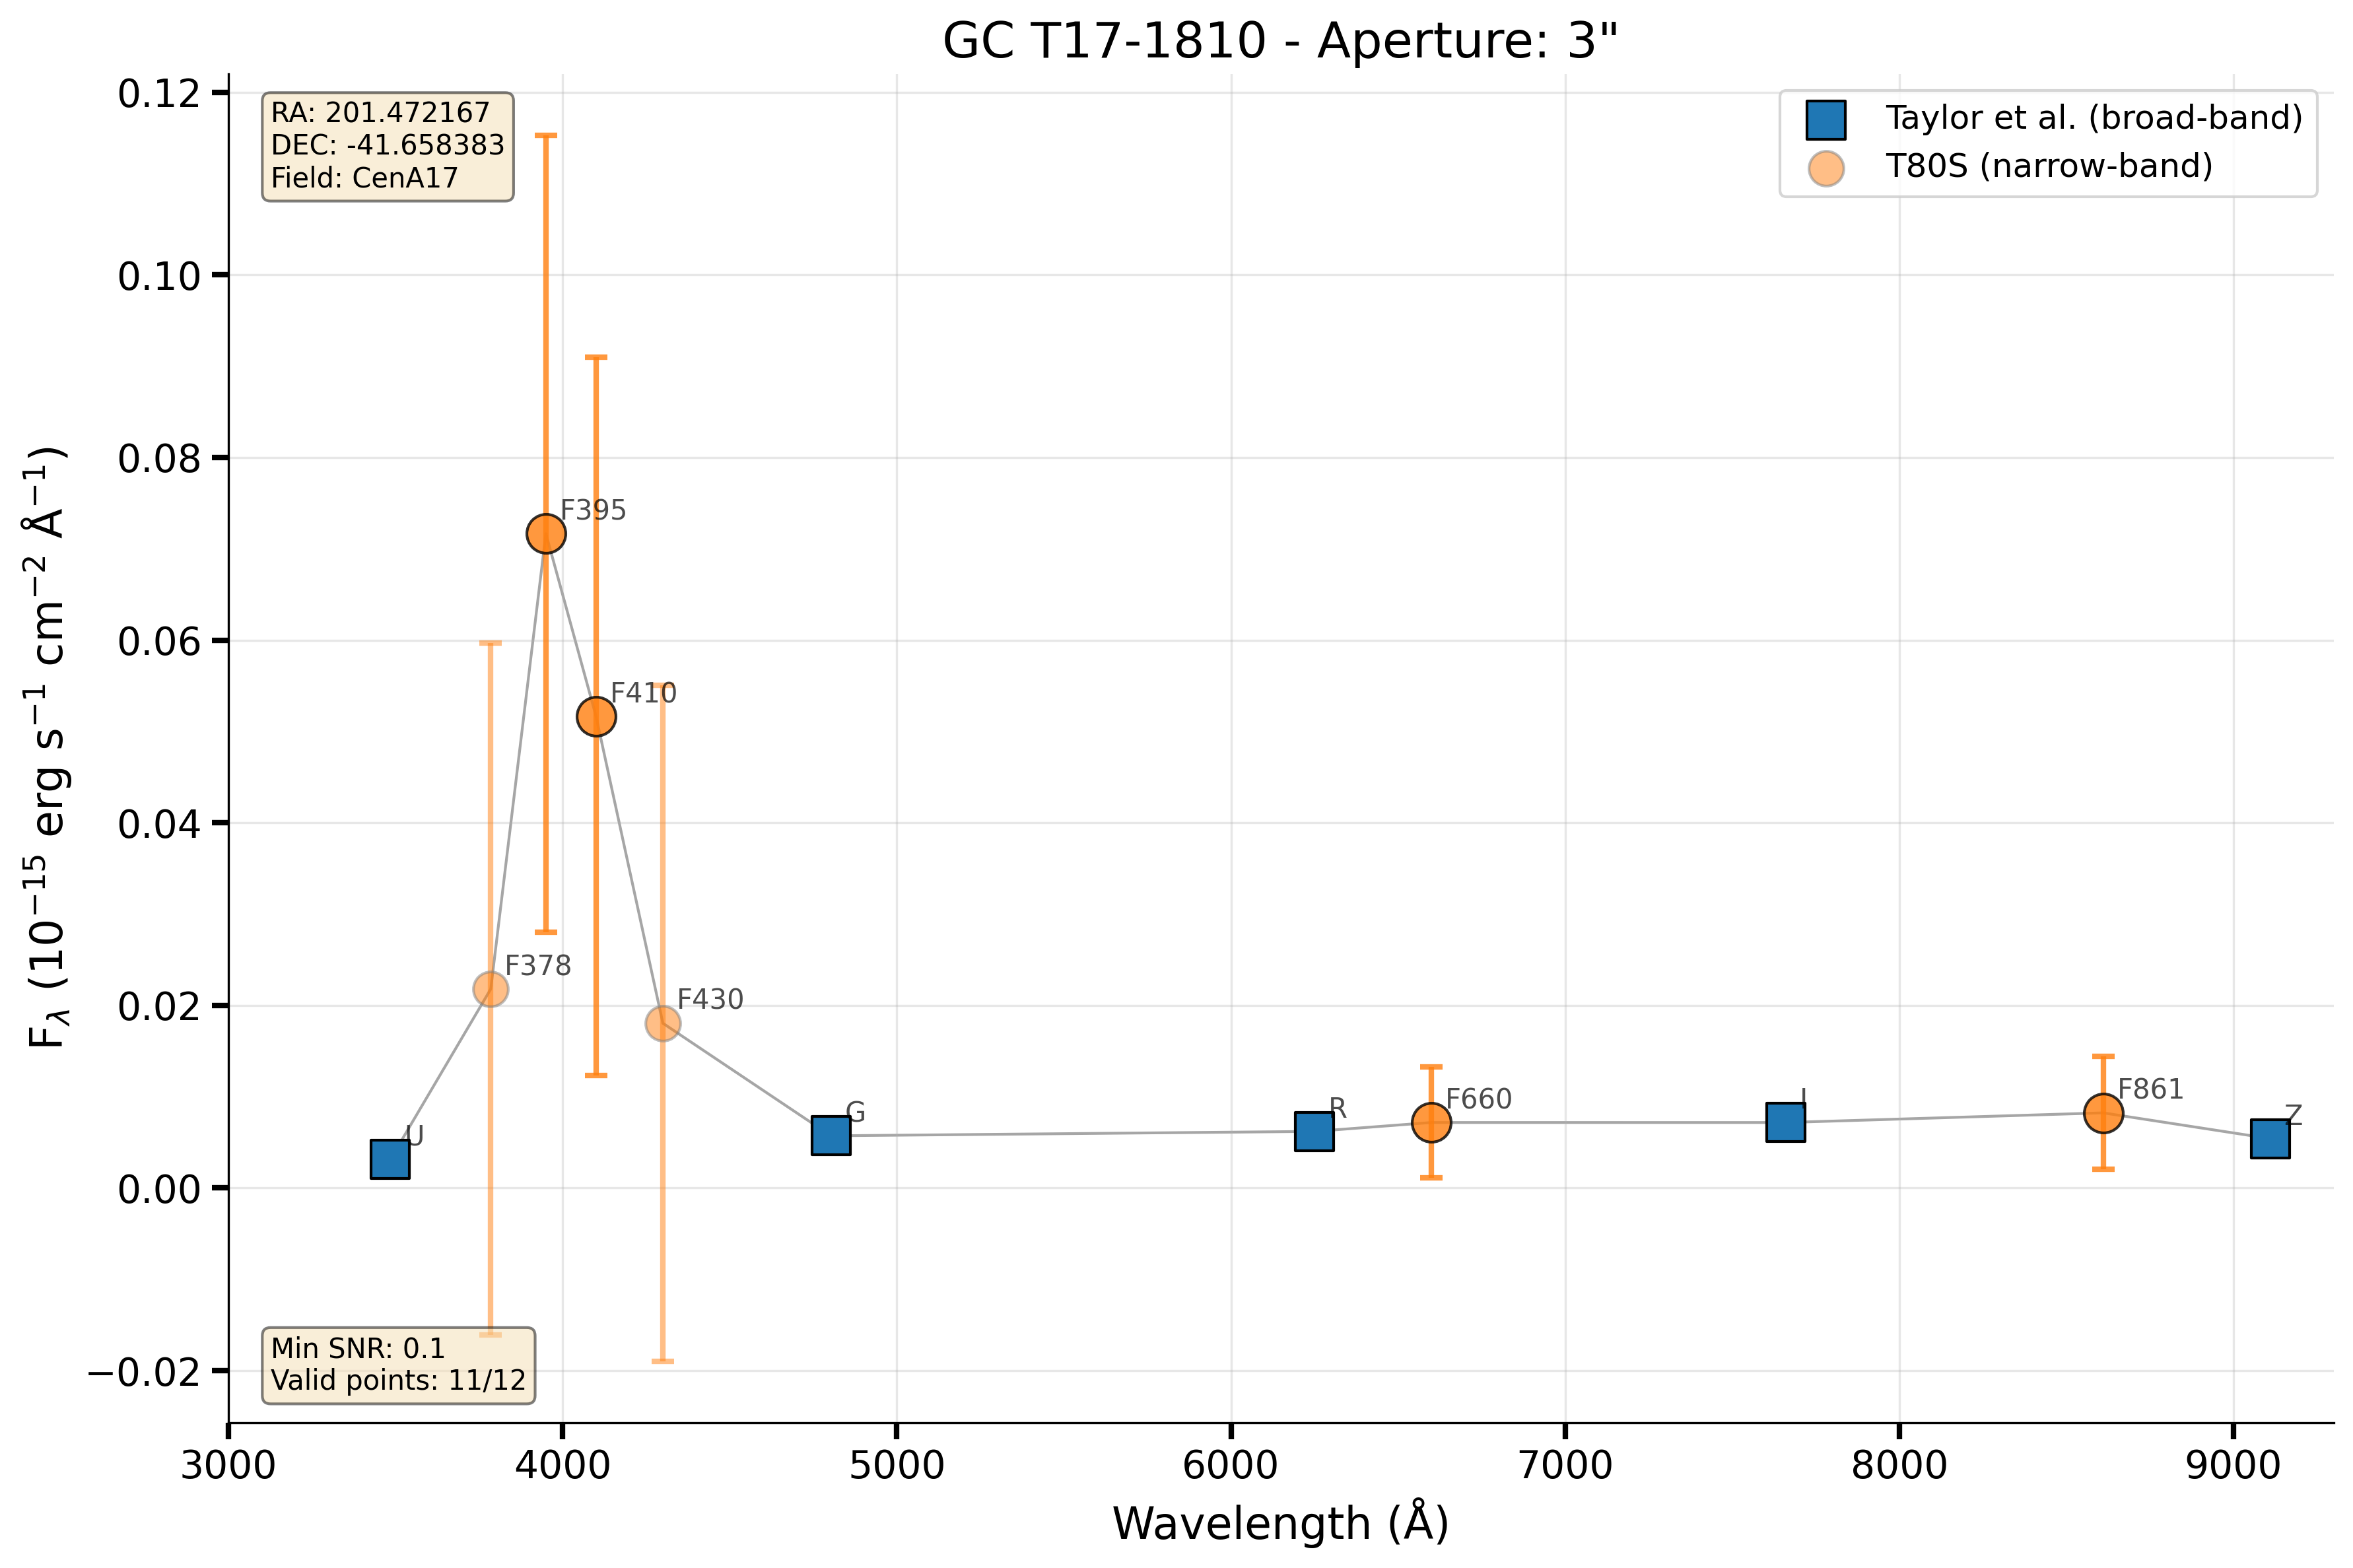 GC T17-1810 - Aperture: 3"
RA: 201.472167
DEC: -41.658383
Field: CenA17
Taylor et al. (broad-band)
T80S (narrow-band)
F_λ (10⁻¹⁵ erg s⁻¹ cm⁻² Å⁻¹)
0.12
0.10
0.08
0.06
0.04
0.02
0.00
−0.02
U
F378
F395
F410
F430
G
R
F660
I
F861
Z
Min SNR: 0.1
Valid points: 11/12
3000
4000
5000
6000
7000
8000
9000
Wavelength (Å)